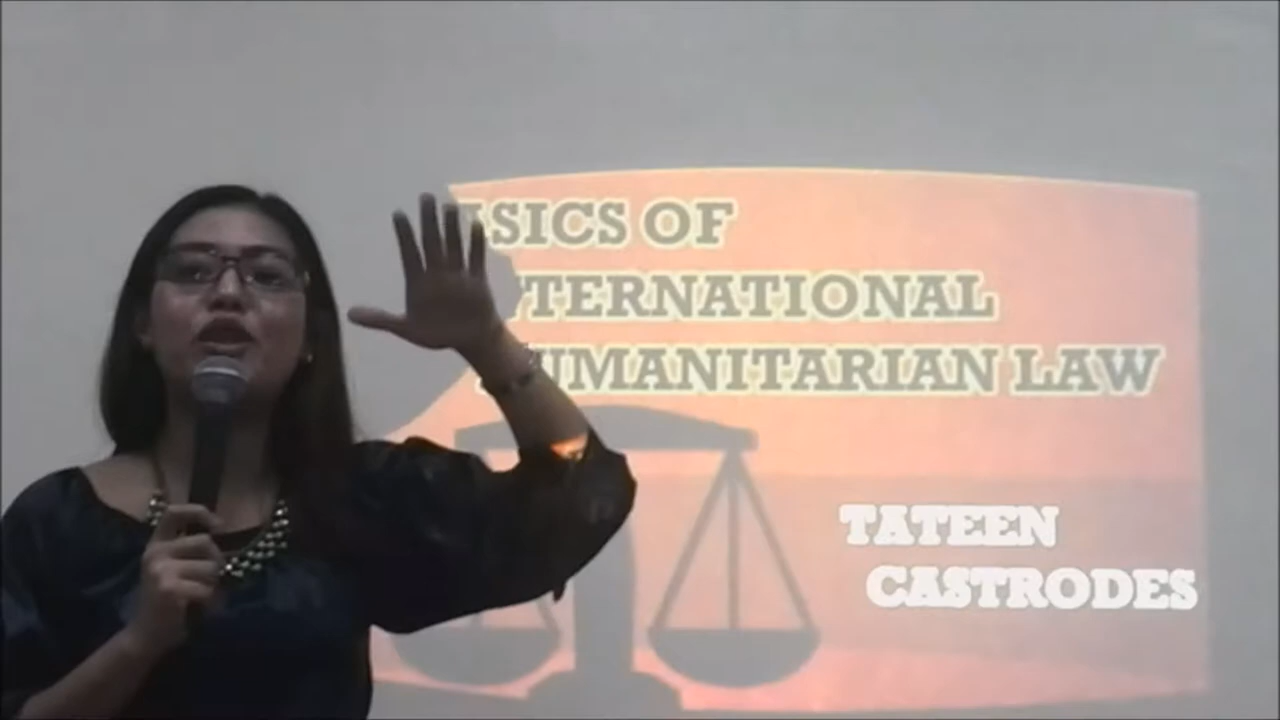 SICS OF
TERNATIONAL
UMANITARIAN LAW
TATEEN
CASTRODES